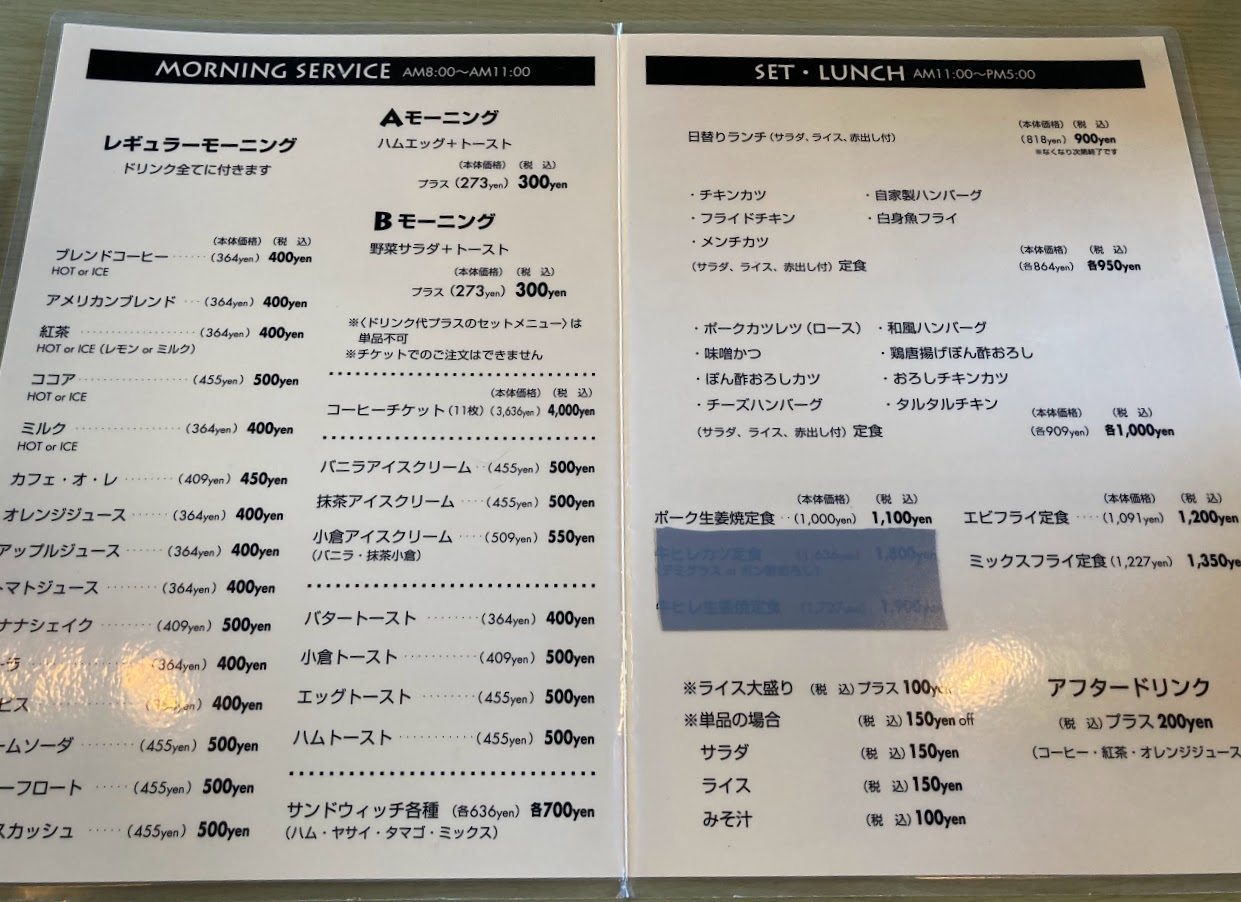 MORNING SERVICE AM8:00～AM11:00
レギュラーモーニング
ドリンク全てに付きます
（本体価格）（税 込）
ブレンドコーヒー ······ （364yen） 400yen
HOT or ICE
アメリカンブレンド ··· （364yen） 400yen
紅茶 ·················· （364yen） 400yen
HOT or ICE（レモン or ミルク）
ココア ·················· （455yen） 500yen
HOT or ICE
ミルク ·················· （364yen） 400yen
HOT or ICE
カフェ・オ・レ ········ （409yen） 450yen
オレンジジュース ······ （364yen） 400yen
アップルジュース ······ （364yen） 400yen
マトジュース ········ （364yen） 400yen
ナナシェイク ········ （409yen） 500yen
（364yen） 400yen
ビス 400yen
ームソーダ ········ （455yen） 500yen
ーフロート ····· （455yen） 500yen
スカッシュ ····· （455yen） 500yen
Aモーニング
ハムエッグ＋トースト
（本体価格）（税 込）
プラス（273yen） 300yen
Bモーニング
野菜サラダ＋トースト
（本体価格）（税 込）
プラス（273yen） 300yen
※〈ドリンク代プラスのセットメニュー〉は
単品不可
※チケットでのご注文はできません
（本体価格）（税 込）
コーヒーチケット（11枚）（3,636yen） 4,000yen
バニラアイスクリーム ··（455yen） 500yen
抹茶アイスクリーム ····（455yen） 500yen
小倉アイスクリーム ····（509yen） 550yen
（バニラ・抹茶小倉）
バタートースト ········ （364yen） 400yen
小倉トースト ·········· （409yen） 500yen
エッグトースト ········ （455yen） 500yen
ハムトースト ·········· （455yen） 500yen
サンドウィッチ各種 （各636yen） 各700yen
（ハム・ヤサイ・タマゴ・ミックス）
SET・LUNCH AM11:00～PM5:00
（本体価格）（税 込）
日替りランチ（サラダ、ライス、赤出し付） （818yen） 900yen
※なくなり次第終了です
・チキンカツ ・自家製ハンバーグ
・フライドチキン ・白身魚フライ
・メンチカツ
（本体価格） （税 込）
（サラダ、ライス、赤出し付）定食 （各864yen） 各950yen
・ポークカツレツ（ロース） ・和風ハンバーグ
・味噌かつ ・鶏唐揚げぽん酢おろし
・ぽん酢おろしカツ ・おろしチキンカツ
・チーズハンバーグ ・タルタルチキン
（本体価格） （税 込）
（サラダ、ライス、赤出し付）定食 （各909yen） 各1,000yen
（本体価格） （税 込）
ポーク生姜焼定食 ··（1,000yen） 1,100yen
牛ヒレカツ定食 （1,636yen） 1,800yen
牛ヒレ生姜焼定食 （1,727yen） 1,900yen
（本体価格） （税 込）
エビフライ定食 ····（1,091yen） 1,200yen
ミックスフライ定食（1,227yen） 1,350ye
※ライス大盛り （税 込）プラス 100yen
※単品の場合 （税 込）150yen off
サラダ （税 込）150yen
ライス （税 込）150yen
みそ汁 （税 込）100yen
アフタードリンク
（税 込）プラス 200yen
（コーヒー・紅茶・オレンジジュース